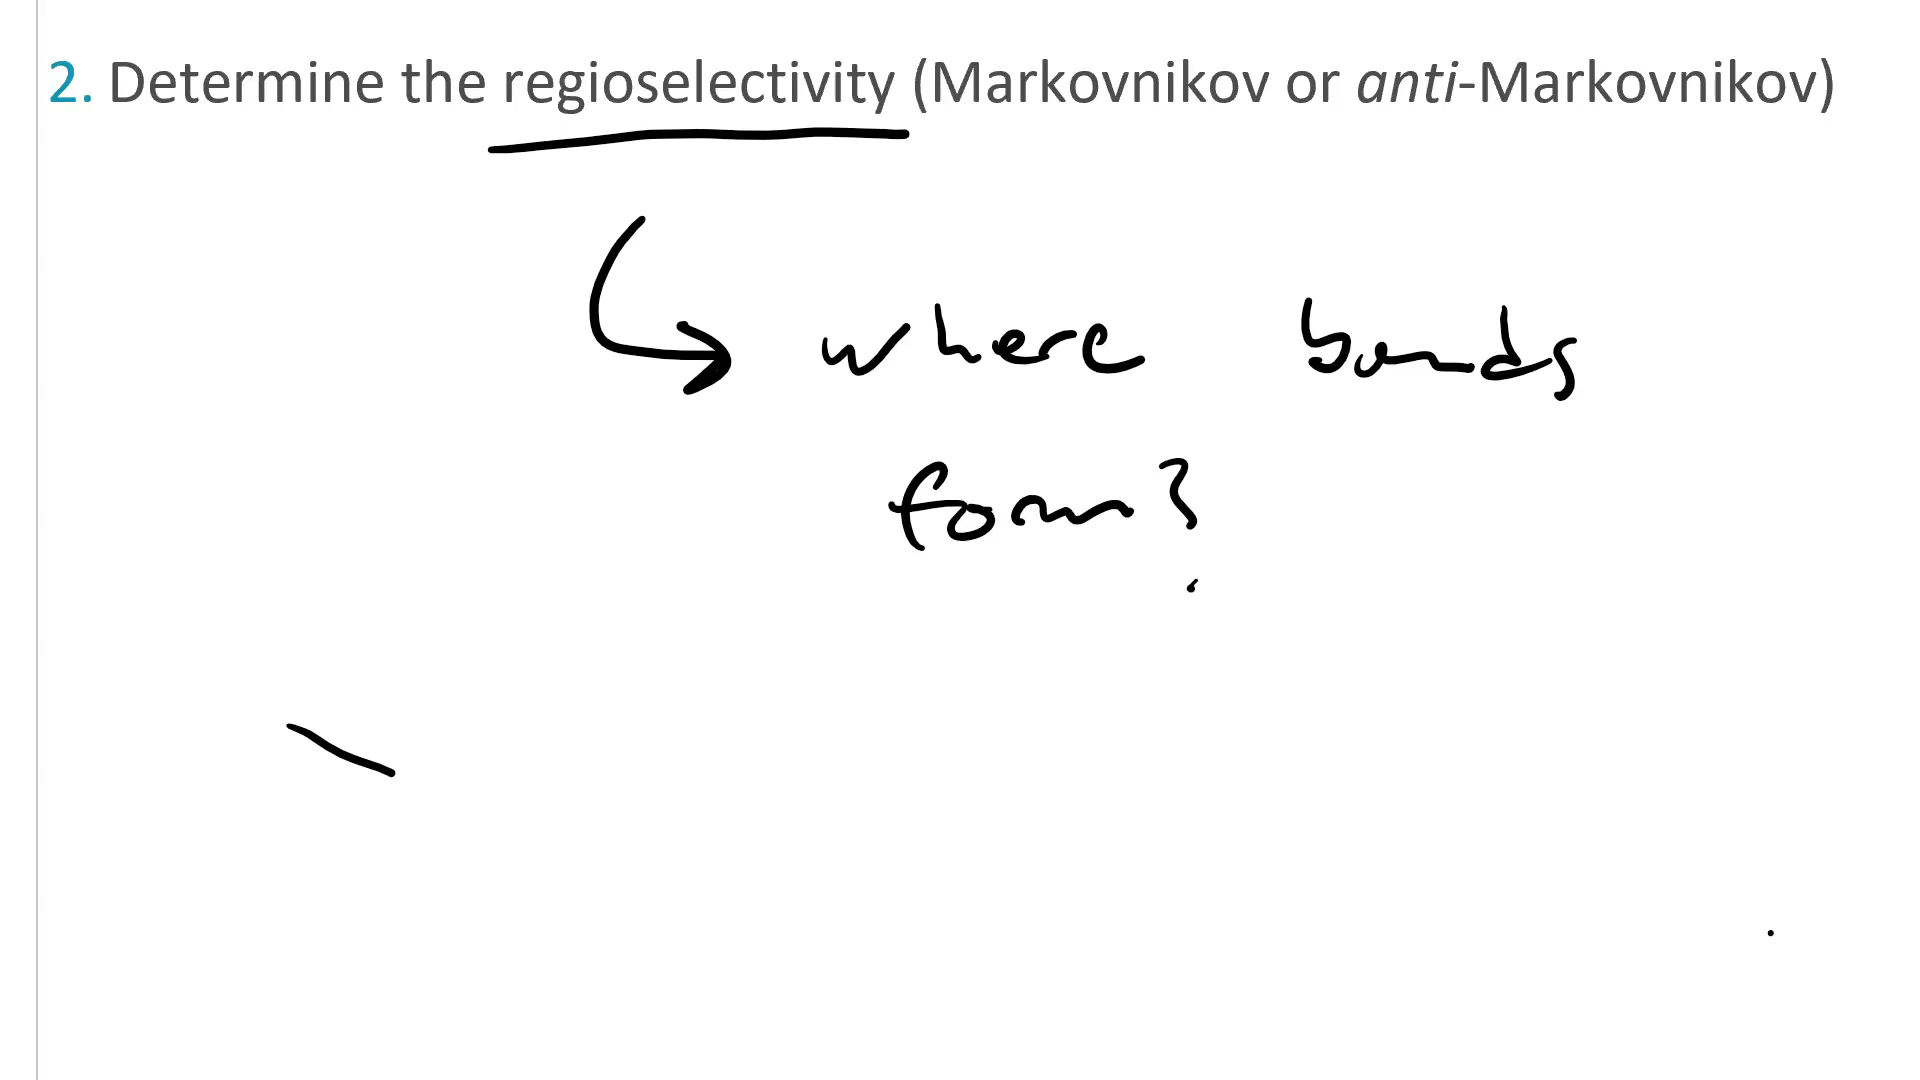 2. Determine the regioselectivity (Markovnikov or anti-Markovnikov)
where bonds
form?